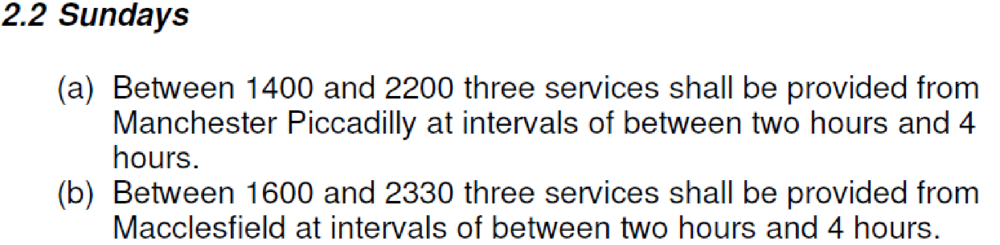 2.2 Sundays
(a) Between 1400 and 2200 three services shall be provided from
Manchester Piccadilly at intervals of between two hours and 4
hours.
(b) Between 1600 and 2330 three services shall be provided from
Macclesfield at intervals of between two hours and 4 hours.